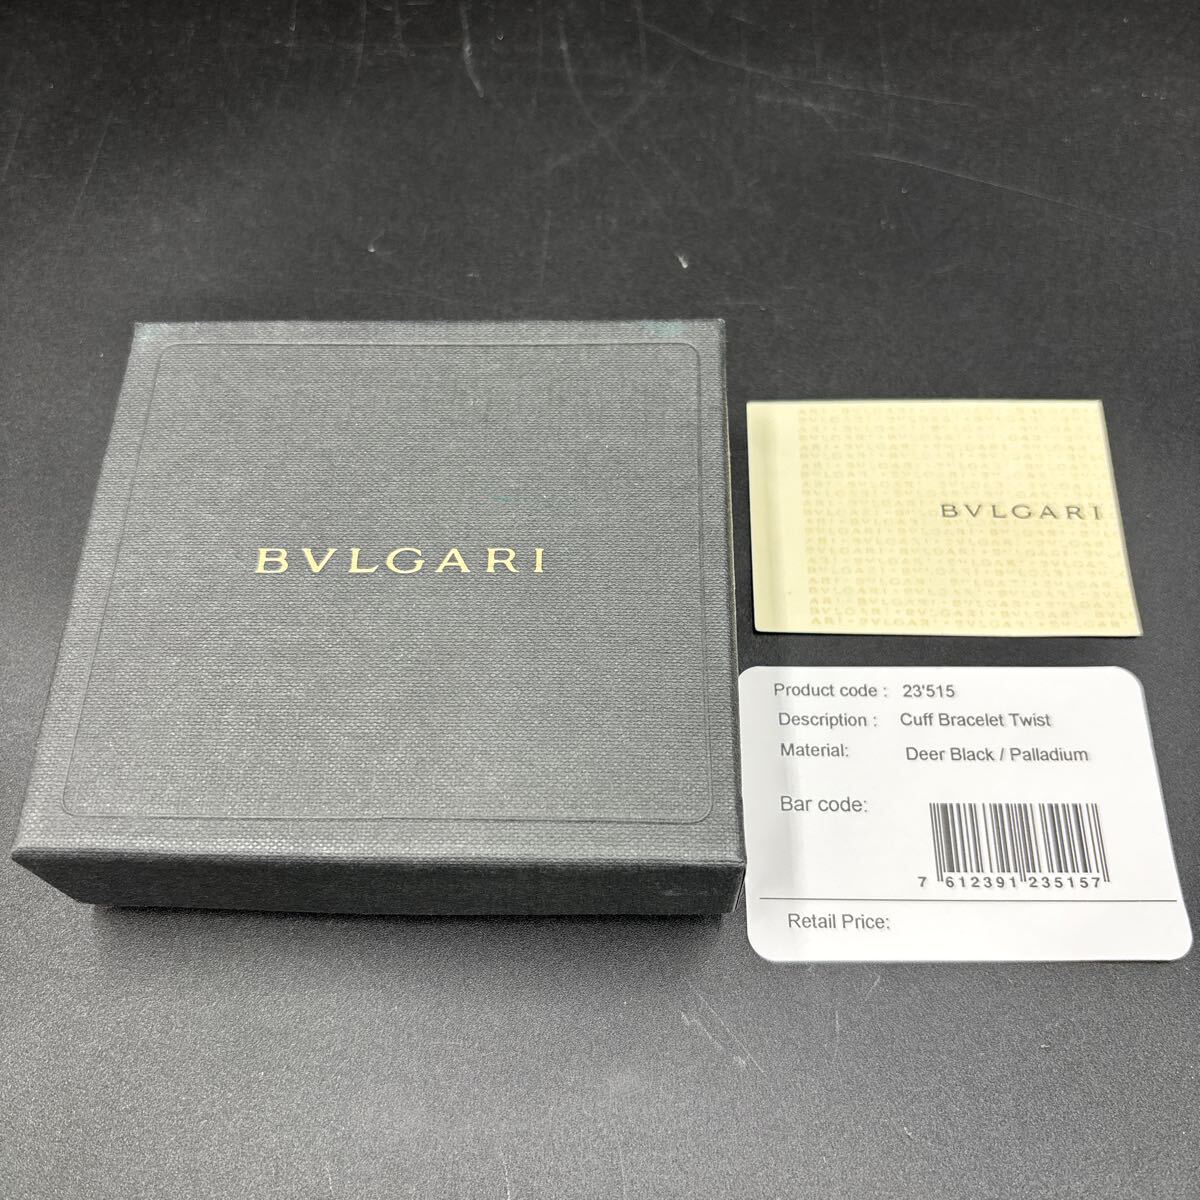 BVLGARI
BVLGARI
Product code : 23'515
Description : Cuff Bracelet Twist
Material: Deer Black / Palladium
Bar code:
7 612391 235157
Retail Price: